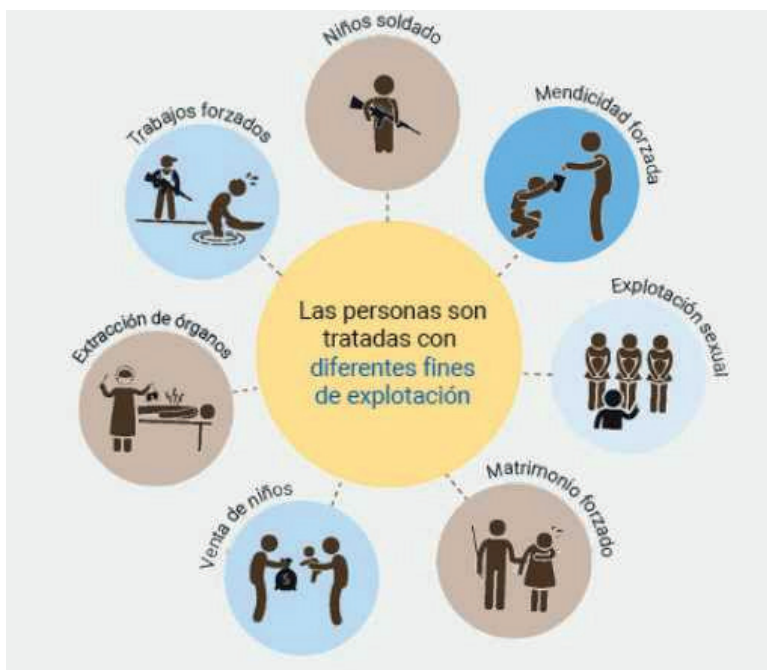 Niños soldado
Mendicidad forzada
Explotación sexual
Matrimonio forzado
Venta de niños
Extracción de órganos
Trabajos forzados
Las personas son
tratadas con
diferentes fines
de explotación
$